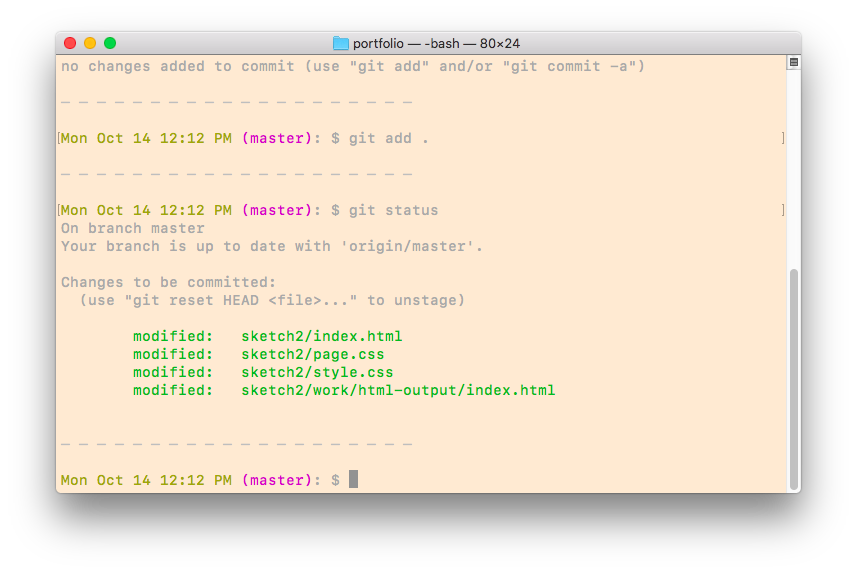 portfolio — -bash — 80×24
no changes added to commit (use "git add" and/or "git commit -a")
_ _ _ _ _ _ _ _ _ _ _ _ _ _ _ _ _ _ _ _
[Mon Oct 14 12:12 PM (master): $ git add . ]
_ _ _ _ _ _ _ _ _ _ _ _ _ _ _ _ _ _ _ _
[Mon Oct 14 12:12 PM (master): $ git status ]
On branch master
Your branch is up to date with 'origin/master'.
Changes to be committed:
(use "git reset HEAD <file>..." to unstage)
modified: sketch2/index.html
modified: sketch2/page.css
modified: sketch2/style.css
modified: sketch2/work/html-output/index.html
_ _ _ _ _ _ _ _ _ _ _ _ _ _ _ _ _ _ _ _
Mon Oct 14 12:12 PM (master): $